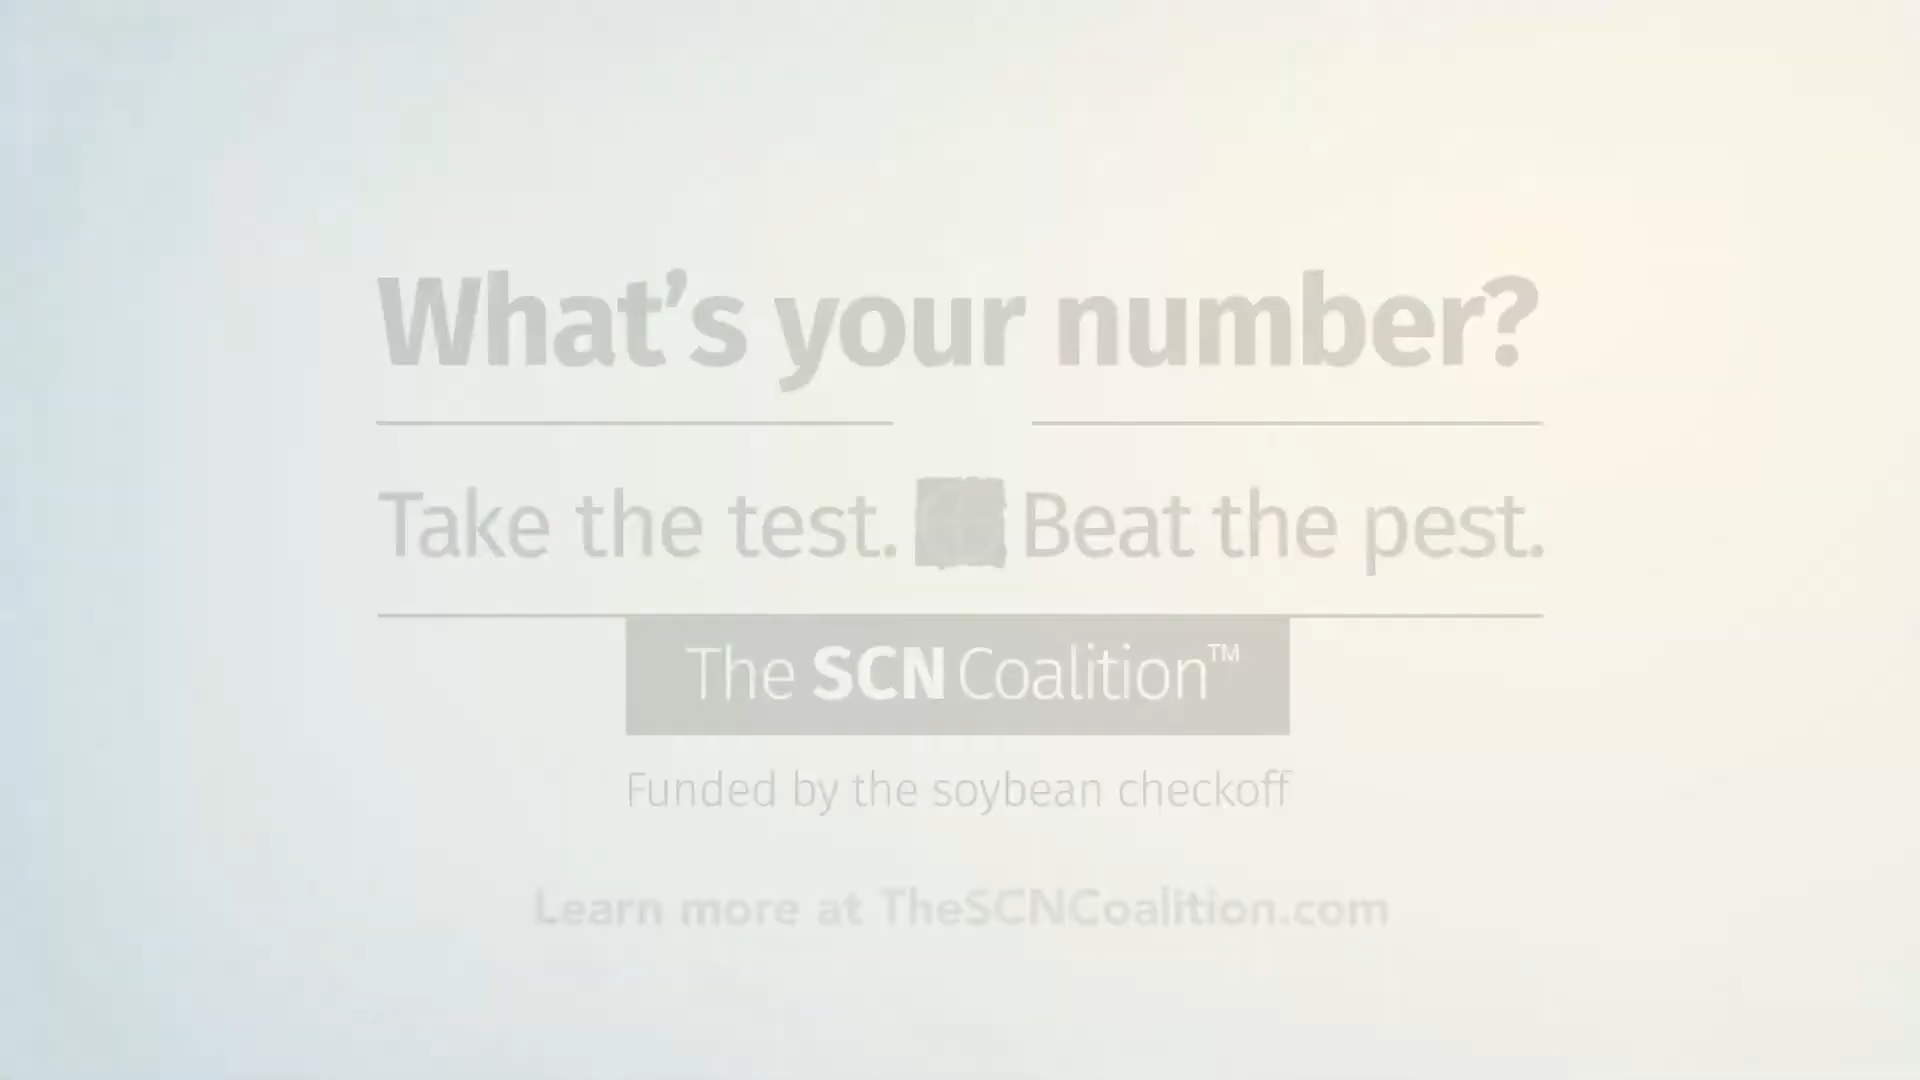 What's your number?
Take the test. Beat the pest.
The SCN Coalition™
Funded by the soybean checkoff
Learn more at TheSCNCoalition.com